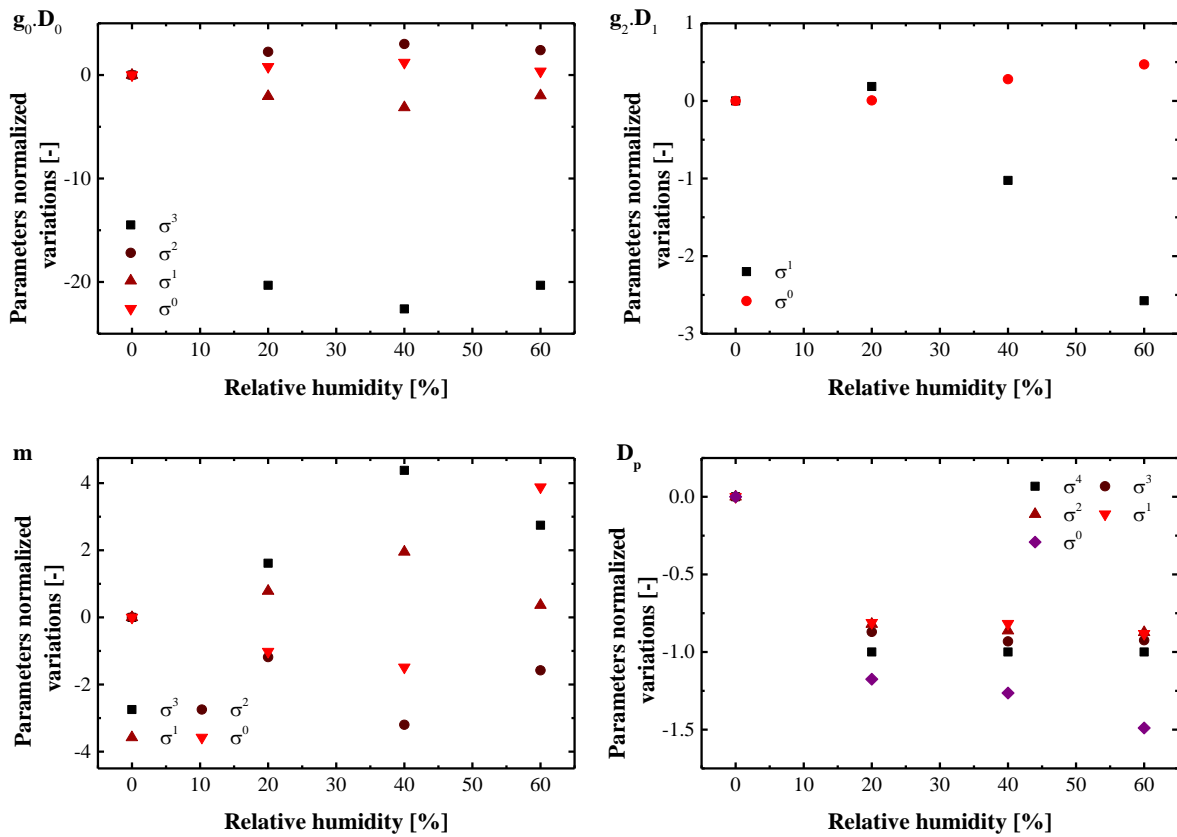 g₀.D₀
Parameters normalized
variations [-]
0
-10
-20
σ³
σ²
σ¹
σ⁰
0 10 20 30 40 50 60
Relative humidity [%]
g₂.D₁
Parameters normalized
variations [-]
1
0
-1
-2
-3
σ¹
σ⁰
0 10 20 30 40 50 60
Relative humidity [%]
m
Parameters normalized
variations [-]
4
2
0
-2
-4
σ³ σ²
σ¹ σ⁰
0 10 20 30 40 50 60
Relative humidity [%]
Dₚ
Parameters normalized
variations [-]
0.0
-0.5
-1.0
-1.5
σ⁴ σ³
σ² σ¹
σ⁰
0 10 20 30 40 50 60
Relative humidity [%]